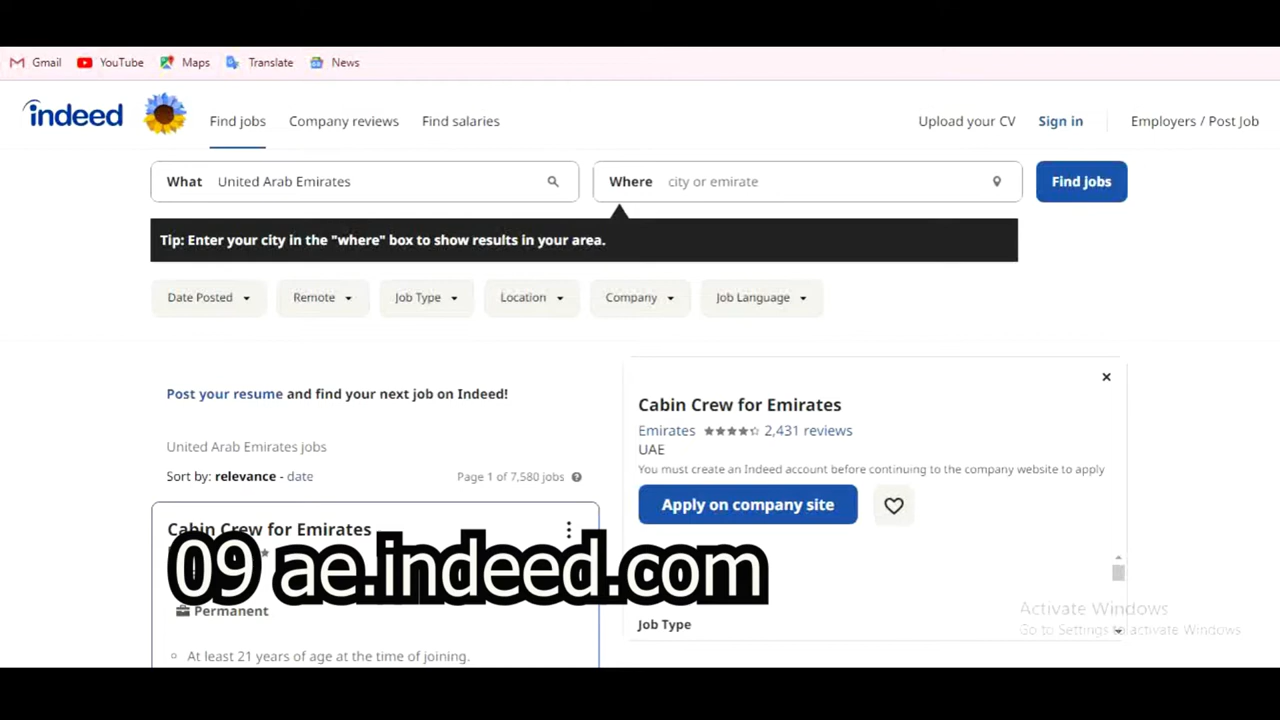 Gmail YouTube Maps Translate News
indeed Find jobs Company reviews Find salaries Upload your CV Sign in Employers / Post Job
What United Arab Emirates Where city or emirate Find jobs
Tip: Enter your city in the "where" box to show results in your area.
Date Posted Remote Job Type Location Company Job Language
Post your resume and find your next job on Indeed!
United Arab Emirates jobs
Sort by: relevance - date Page 1 of 7,580 jobs
Cabin Crew for Emirates
Permanent
At least 21 years of age at the time of joining.
Cabin Crew for Emirates
Emirates 2,431 reviews
UAE
You must create an Indeed account before continuing to the company website to apply
Apply on company site
Job Type
09 ae.indeed.com
Activate Windows
Go to Settings to activate Windows.